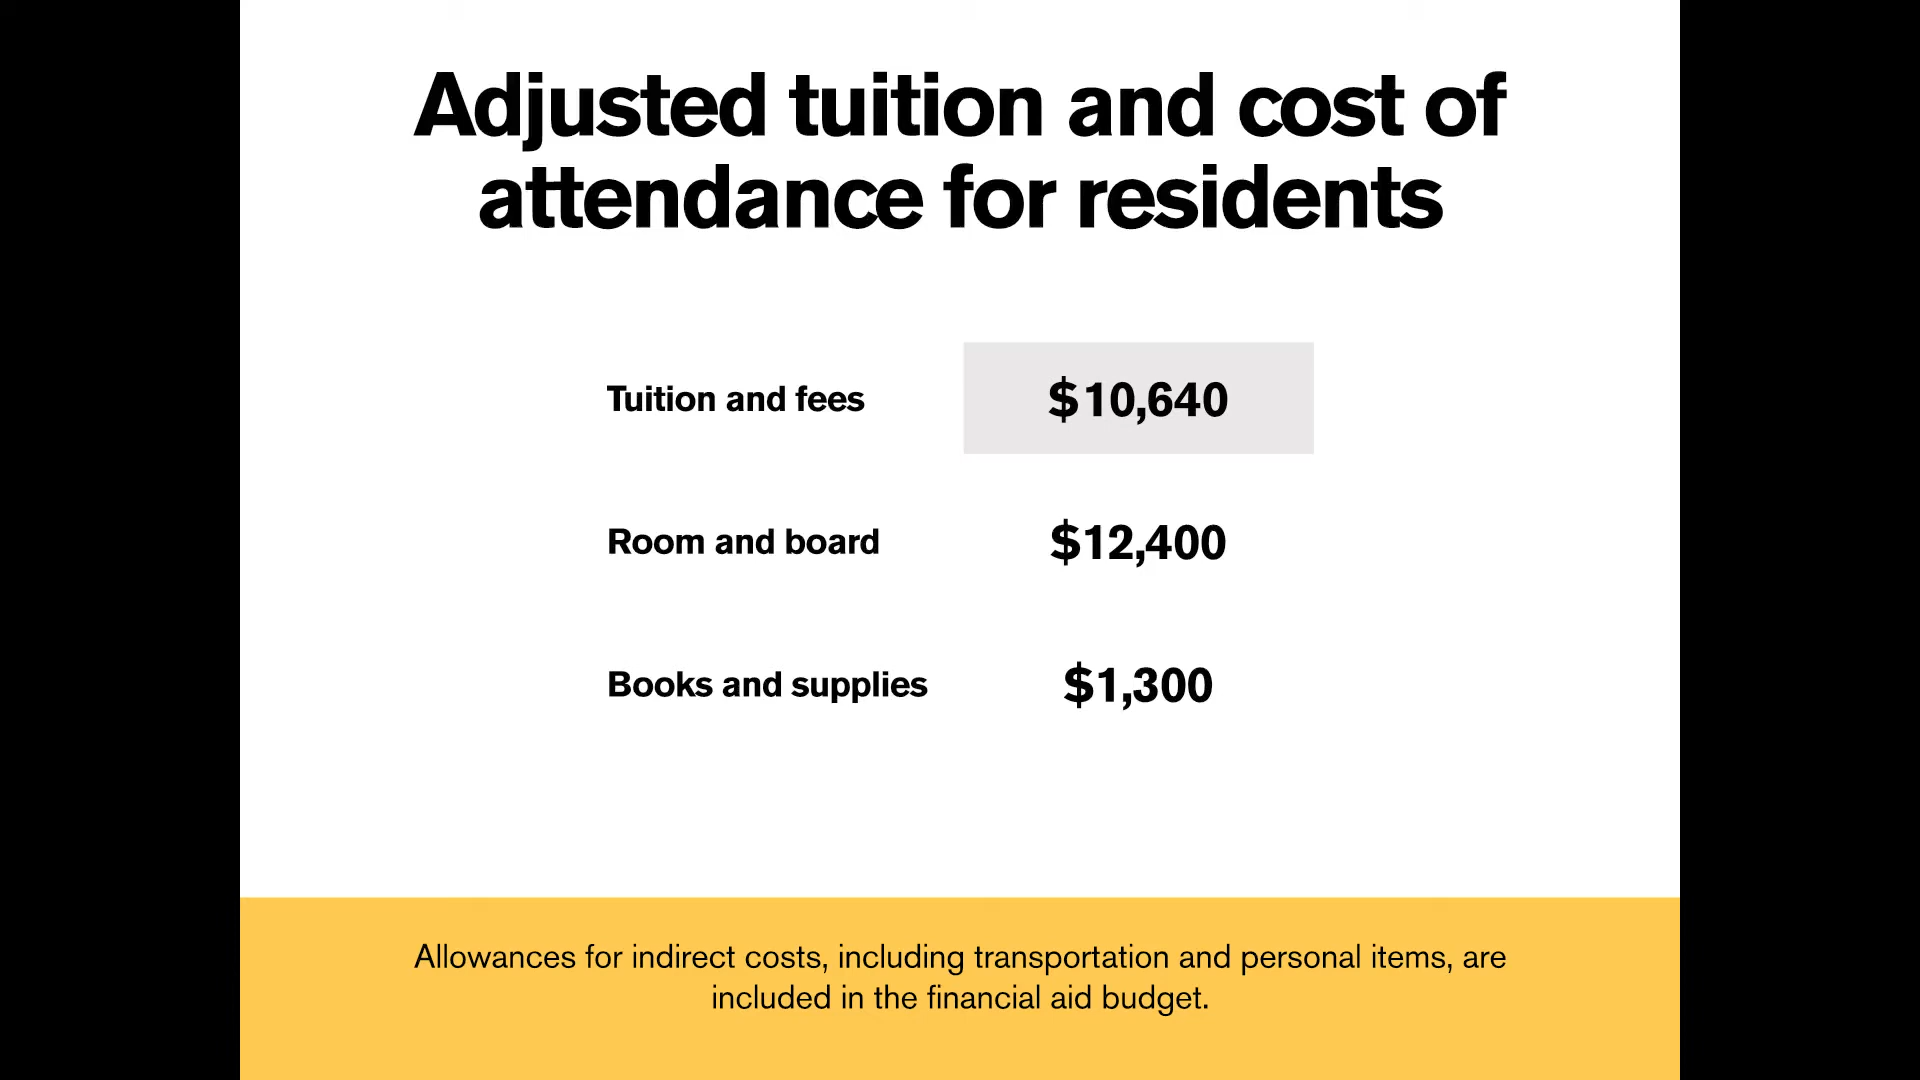 Adjusted tuition and cost of
attendance for residents
Tuition and fees $10,640
Room and board $12,400
Books and supplies $1,300
Allowances for indirect costs, including transportation and personal items, are
included in the financial aid budget.